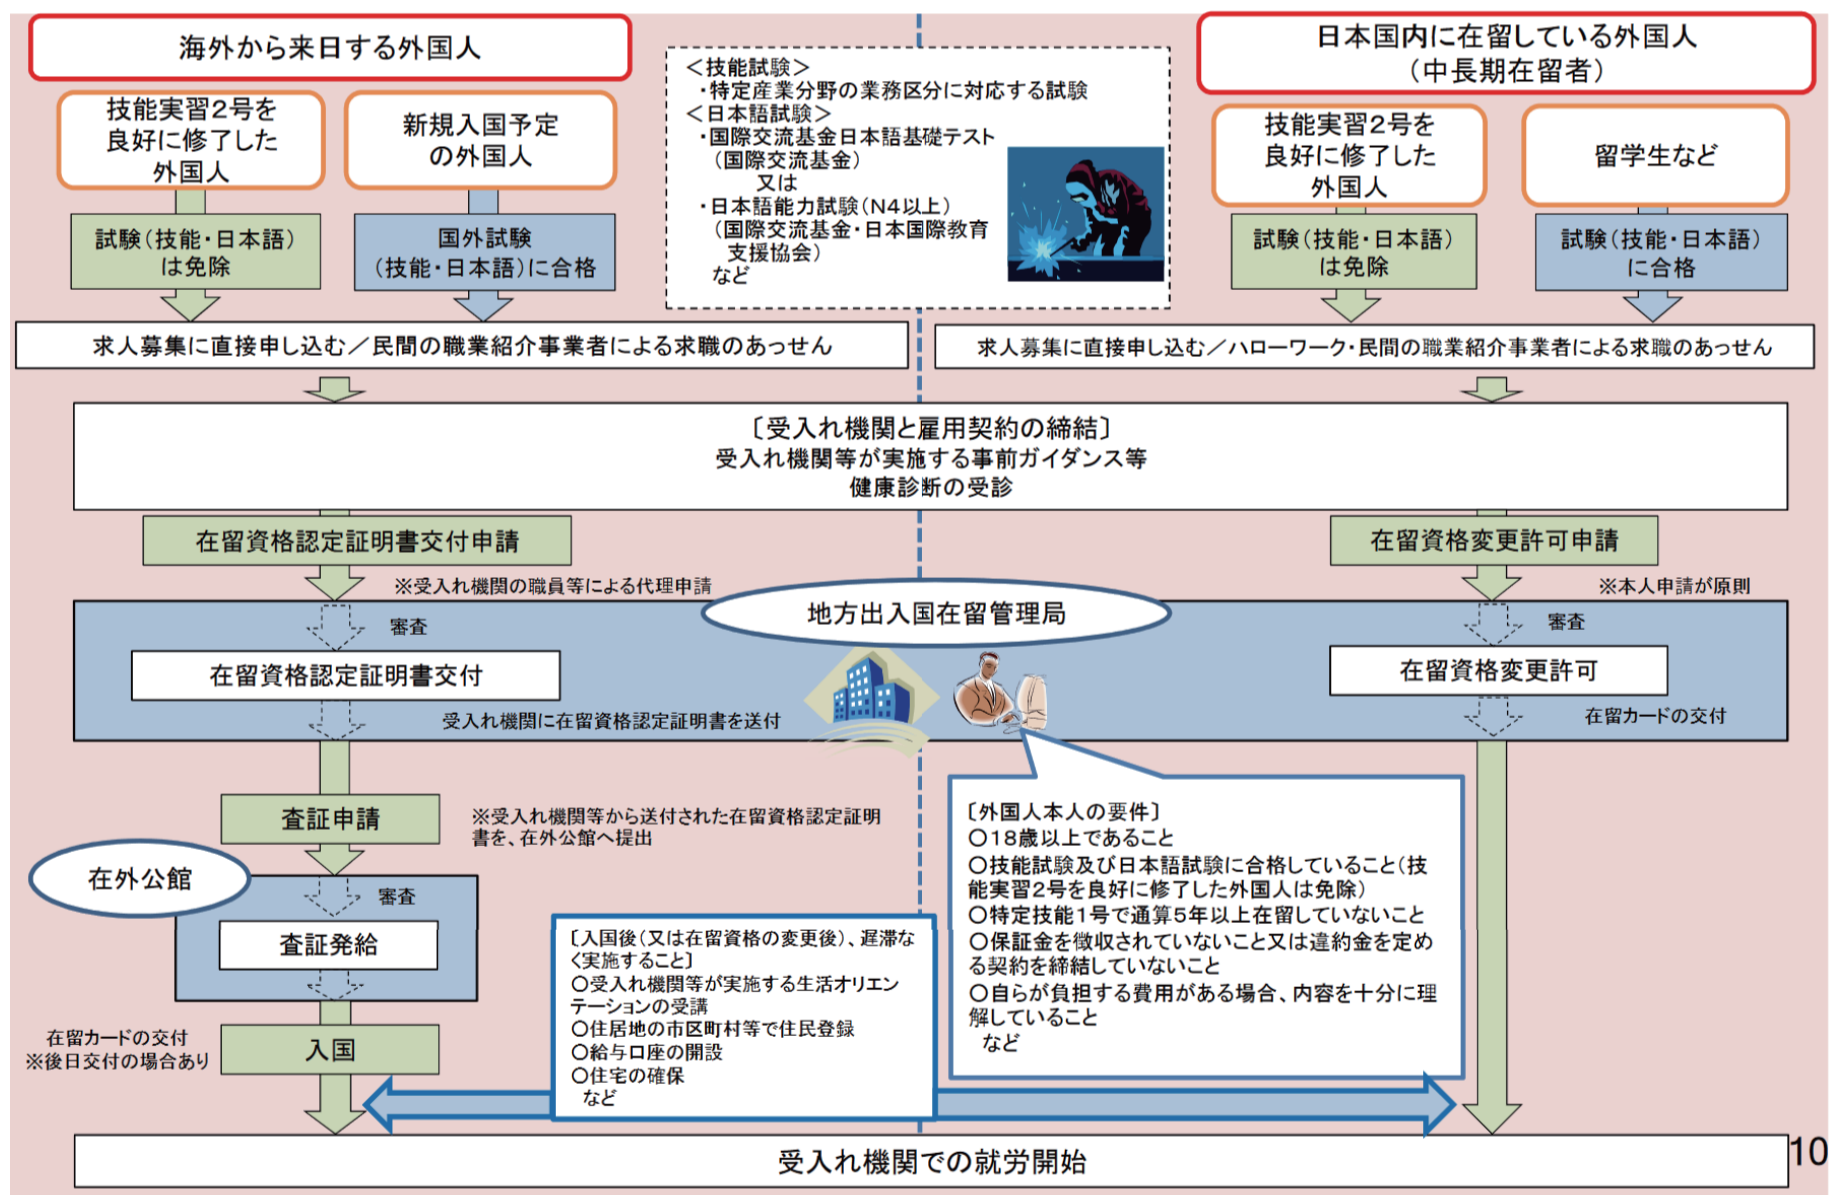 海外から来日する外国人
技能実習2号を
良好に修了した
外国人
新規入国予定
の外国人
試験(技能・日本語)
は免除
国外試験
(技能・日本語)に合格
求人募集に直接申し込む/民間の職業紹介事業者による求職のあっせん
<技能試験>
・特定産業分野の業務区分に対応する試験
<日本語試験>
・国際交流基金日本語基礎テスト
(国際交流基金)
又は
・日本語能力試験(N4以上)
(国際交流基金・日本国際教育
支援協会)
など
日本国内に在留している外国人
(中長期在留者)
技能実習2号を
良好に修了した
外国人
留学生など
試験(技能・日本語)
は免除
試験(技能・日本語)
に合格
求人募集に直接申し込む/ハローワーク・民間の職業紹介事業者による求職のあっせん
〔受入れ機関と雇用契約の締結〕
受入れ機関等が実施する事前ガイダンス等
健康診断の受診
在留資格認定証明書交付申請
※受入れ機関の職員等による代理申請
在留資格変更許可申請
※本人申請が原則
地方出入国在留管理局
審査
在留資格認定証明書交付
受入れ機関に在留資格認定証明書を送付
審査
在留資格変更許可
在留カードの交付
査証申請
※受入れ機関等から送付された在留資格認定証明
書を、在外公館へ提出
在外公館
審査
査証発給
在留カードの交付
※後日交付の場合あり
入国
〔入国後(又は在留資格の変更後)、遅滞な
く実施すること〕
○受入れ機関等が実施する生活オリエン
テーションの受講
○住居地の市区町村等で住民登録
○給与口座の開設
○住宅の確保
など
〔外国人本人の要件〕
○18歳以上であること
○技能試験及び日本語試験に合格していること(技
能実習2号を良好に修了した外国人は免除)
○特定技能1号で通算5年以上在留していないこと
○保証金を徴収されていないこと又は違約金を定め
る契約を締結していないこと
○自らが負担する費用がある場合、内容を十分に理
解していること
など
受入れ機関での就労開始
10